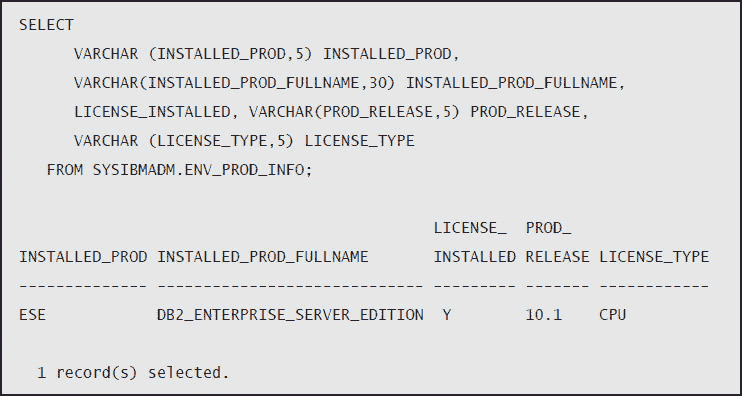 SELECT
VARCHAR (INSTALLED_PROD,5) INSTALLED_PROD,
VARCHAR(INSTALLED_PROD_FULLNAME,30) INSTALLED_PROD_FULLNAME,
LICENSE_INSTALLED, VARCHAR(PROD_RELEASE,5) PROD_RELEASE,
VARCHAR (LICENSE_TYPE,5) LICENSE_TYPE
FROM SYSIBMADM.ENV_PROD_INFO;
LICENSE_ PROD_
INSTALLED_PROD INSTALLED_PROD_FULLNAME INSTALLED RELEASE LICENSE_TYPE
-------------- ----------------------------- --------- ------- ------------
ESE DB2_ENTERPRISE_SERVER_EDITION Y 10.1 CPU
1 record(s) selected.